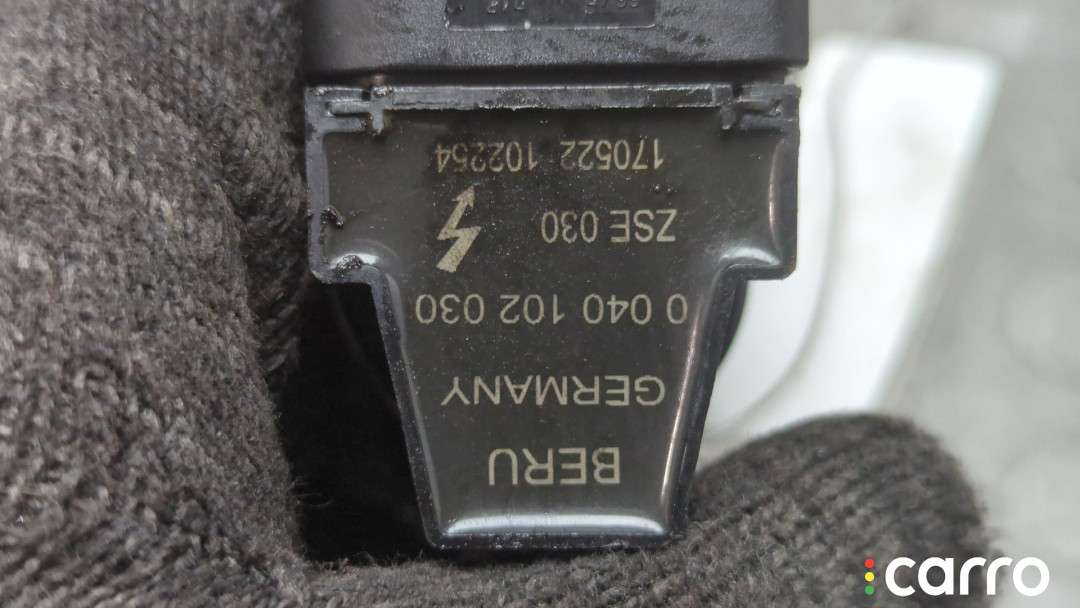 BERU
GERMANY
0 040 102 030
ZSE 030
170522 102254
carro